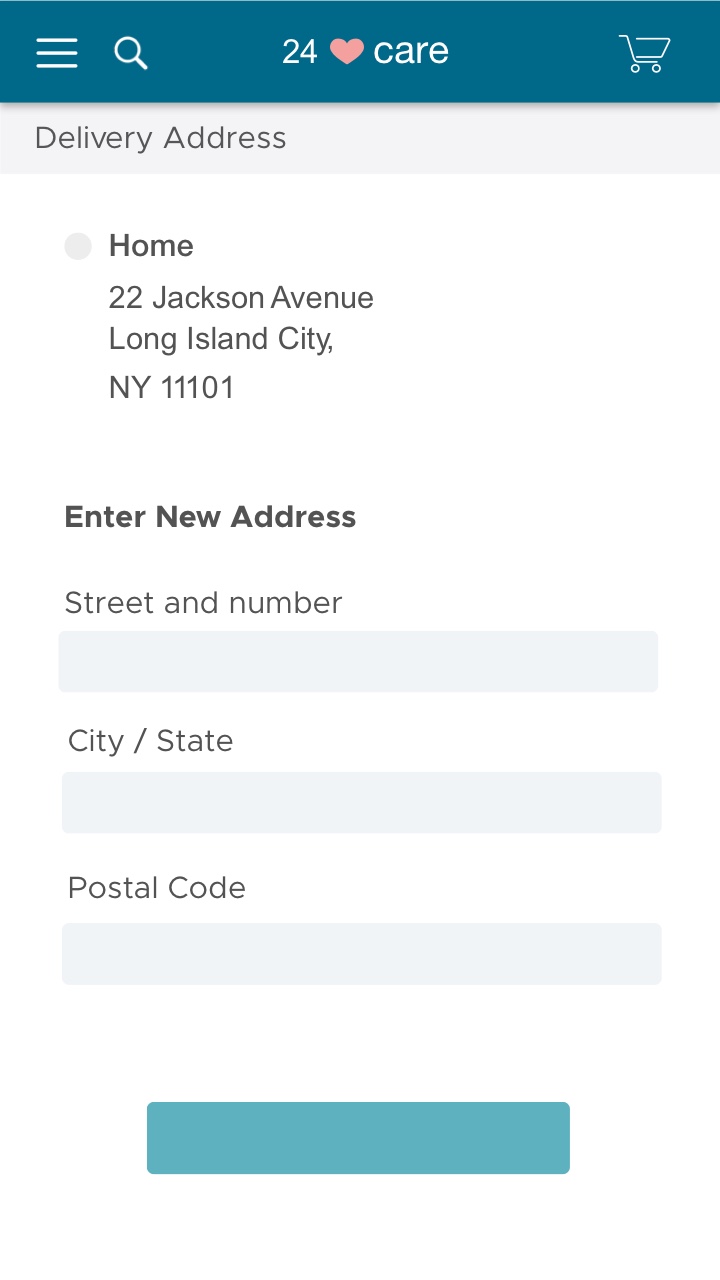 24 care
Delivery Address
Home
22 Jackson Avenue
Long Island City,
NY 11101
Enter New Address
Street and number
City / State
Postal Code